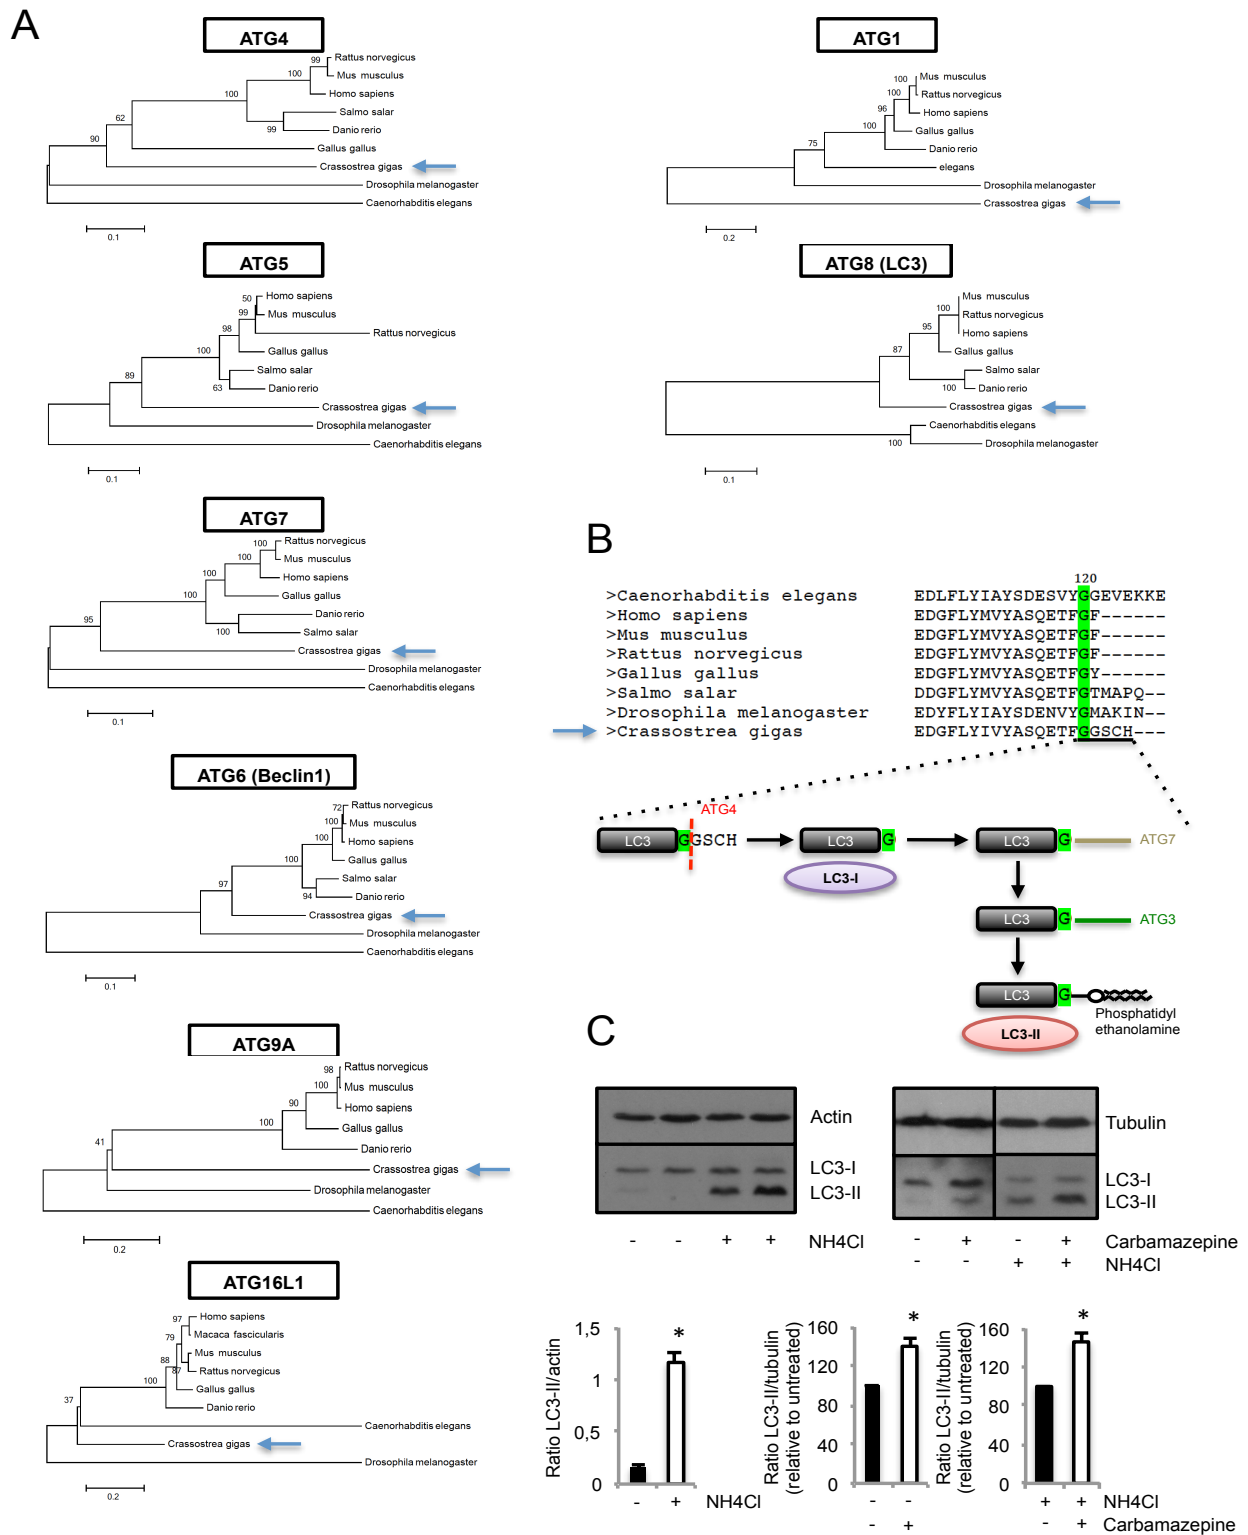 A
ATG4
Rattus norvegicus
99
Mus musculus
100
Homo sapiens
100
Salmo salar
62
99
Danio rerio
90
Gallus gallus
Crassostrea gigas
Drosophila melanogaster
Caenorhabditis elegans
0.1
ATG1
Mus musculus
100
Rattus norvegicus
100
Homo sapiens
96
Gallus gallus
100
Danio rerio
75
elegans
Drosophila melanogaster
Crassostrea gigas
0.2
ATG5
Homo sapiens
50
Mus musculus
99
Rattus norvegicus
98
Gallus gallus
100
Salmo salar
63
Danio rerio
89
Crassostrea gigas
Drosophila melanogaster
Caenorhabditis elegans
0.1
ATG8 (LC3)
Mus musculus
100
Rattus norvegicus
Homo sapiens
95
Gallus gallus
87
Salmo salar
100
Danio rerio
Crassostrea gigas
Caenorhabditis elegans
100
Drosophila melanogaster
0.1
ATG7
Rattus norvegicus
100
Mus musculus
100
Homo sapiens
100
Gallus gallus
100
Danio rerio
100
Salmo salar
95
Crassostrea gigas
Drosophila melanogaster
Caenorhabditis elegans
0.1
ATG6 (Beclin1)
Rattus norvegicus
72
Mus musculus
100
Homo sapiens
100
Gallus gallus
100
Salmo salar
94
Danio rerio
97
Crassostrea gigas
Drosophila melanogaster
Caenorhabditis elegans
0.1
ATG9A
Rattus norvegicus
98
Mus musculus
100
Homo sapiens
90
Gallus gallus
100
Danio rerio
41
Crassostrea gigas
Drosophila melanogaster
Caenorhabditis elegans
0.2
ATG16L1
Homo sapiens
97
Macaca fascicularis
79
Mus musculus
88
87
Rattus norvegicus
100
Gallus gallus
Danio rerio
37
Caenorhabditis elegans
Crassostrea gigas
Drosophila melanogaster
0.2
B
120
>Caenorhabditis elegans EDLFLYIAYSDESVYGGEVEKKE
>Homo sapiens EDGFLYMVYASQETFGF------
>Mus musculus EDGFLYMVYASQETFGF------
>Rattus norvegicus EDGFLYMVYASQETFGF------
>Gallus gallus EDGFLYMVYASQETFGY------
>Salmo salar DDGFLYMVYASQETFGTMAPQ--
>Drosophila melanogaster EDYFLYIAYSDENVYGMAKIN--
>Crassostrea gigas EDGFLYIVYSDETFGGSCH---
ATG4
LC3 GGSCH
LC3 G
LC3-I
LC3 G ATG7
LC3 G ATG3
LC3 G
Phosphatidyl
ethanolamine
LC3-II
C
Actin
LC3-I
LC3-II
- - + + NH4Cl
Tubulin
LC3-I
LC3-II
- + - + Carbamazepine
- - + + NH4Cl
Ratio LC3-II/actin
1,5
1
0,5
0
*
- + NH4Cl
Ratio LC3-II/tubulin
(relative to untreated)
160
120
80
40
0
*
- -
- +
Ratio LC3-II/tubulin
(relative to untreated)
160
120
80
40
0
*
+ + NH4Cl
- + Carbamazepine